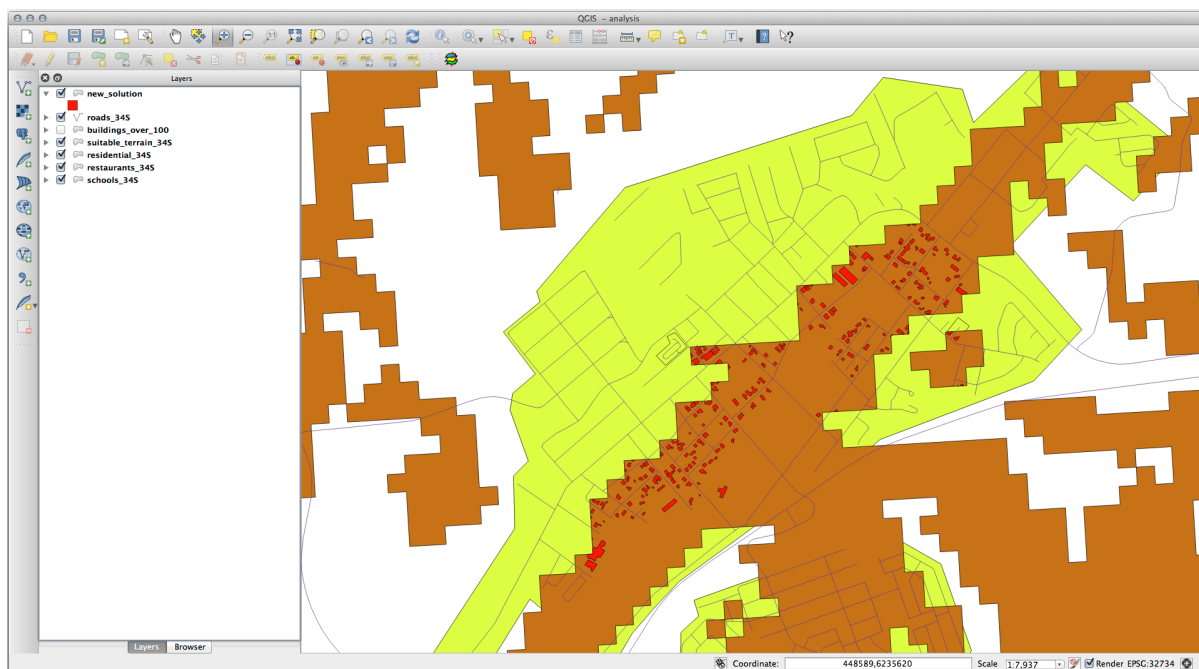 QGIS - analysis
Layers
new_solution
roads_34S
buildings_over_100
suitable_terrain_34S
residential_34S
restaurants_34S
schools_34S
Layers Browser
Coordinate: 448589,6235620 Scale 1:7,937 Render EPSG:32734